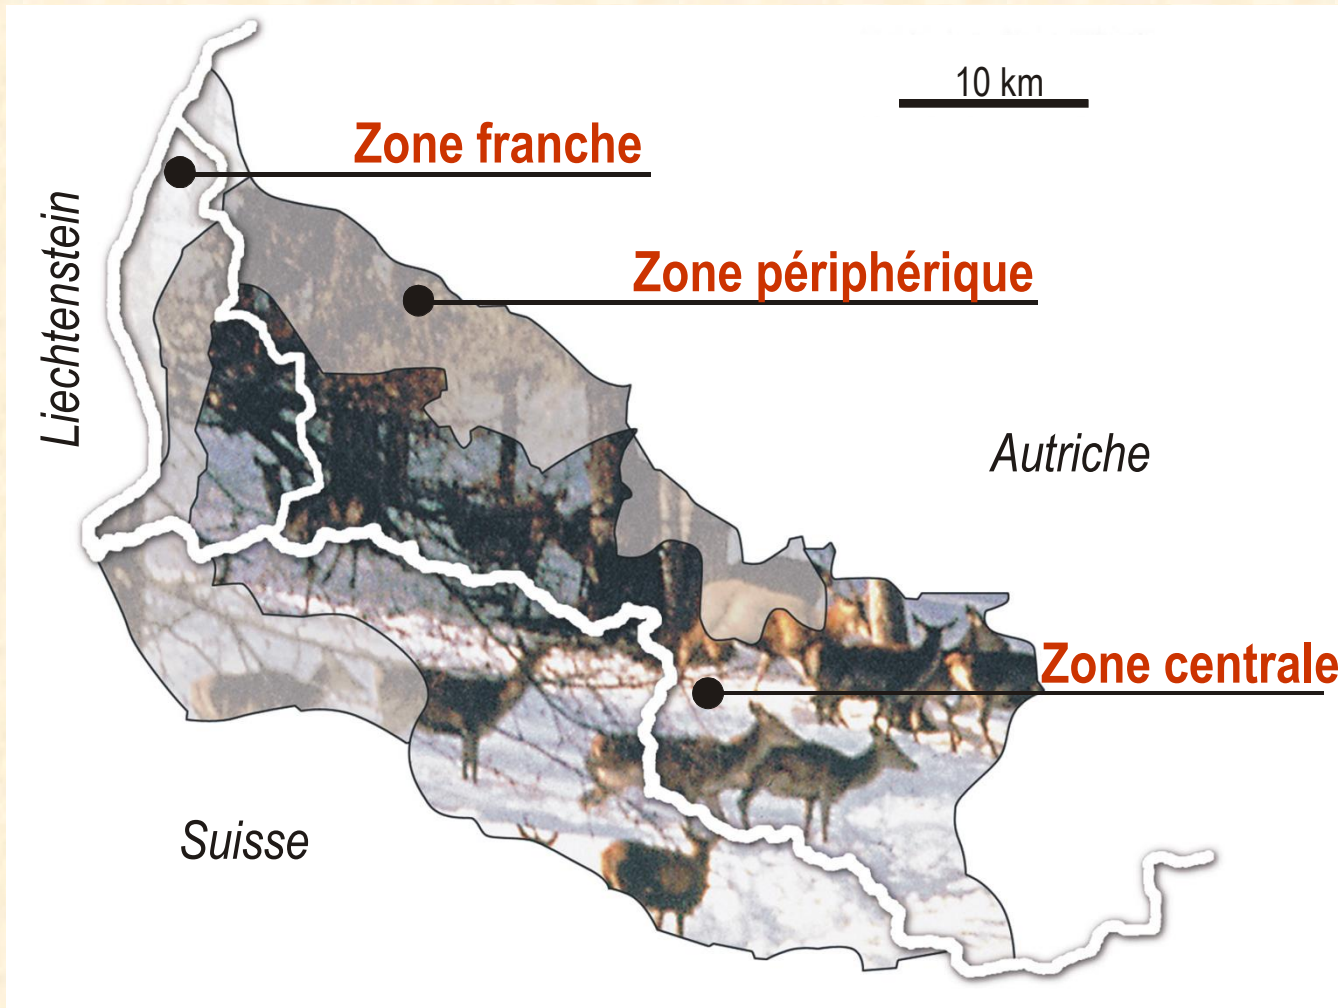 10 km
Zone franche
Liechtenstein
Zone périphérique
Autriche
Zone centrale
Suisse